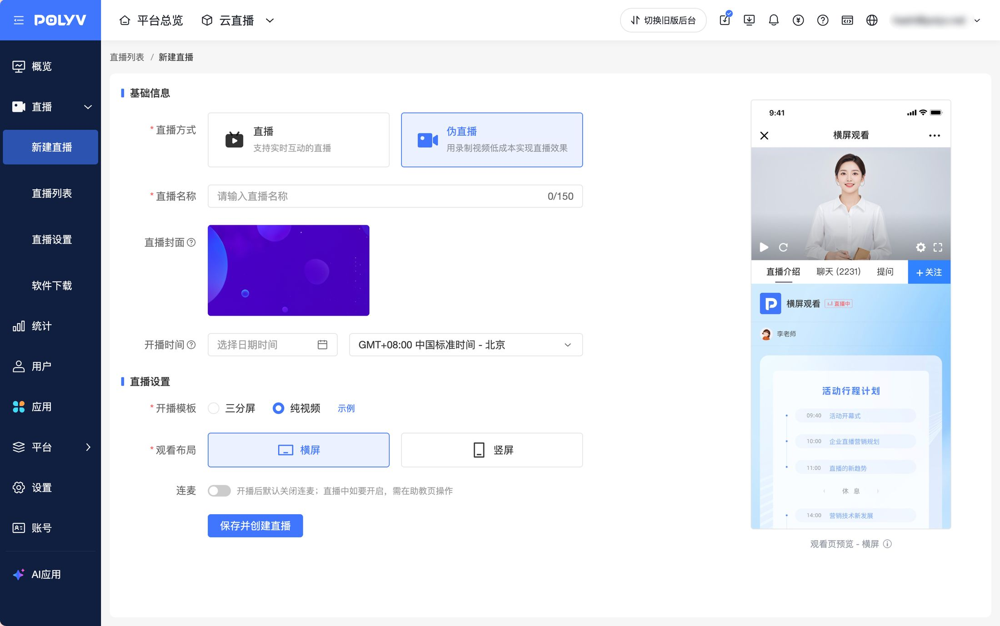 POLYV
平台总览
云直播
切换旧版后台
概览
直播
新建直播
直播列表
直播设置
软件下载
统计
用户
应用
平台
设置
账号
AI应用
直播列表 / 新建直播
基础信息
*直播方式
直播
支持实时互动的直播
伪直播
用录制视频低成本实现直播效果
*直播名称
请输入直播名称
0/150
直播封面
开播时间
选择日期时间
GMT+08:00 中国标准时间 - 北京
直播设置
*开播模板
三分屏
纯视频
示例
*观看布局
横屏
竖屏
连麦
开播后默认关闭连麦；直播中如要开启，需在助教页操作
保存并创建直播
9:41
横屏观看
直播介绍
聊天 (2231)
提问
+ 关注
横屏观看
直播中
李老师
活动行程计划
09:40 活动开幕式
10:00 企业直播营销规划
11:00 直播的新趋势
休 息
14:00 营销技术新发展
观看页预览 - 横屏